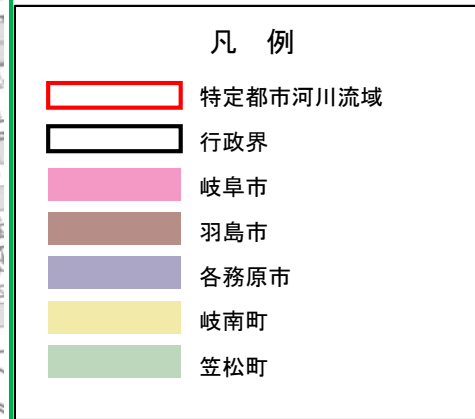 凡 例
特定都市河川流域
行政界
岐阜市
羽島市
各務原市
岐南町
笠松町